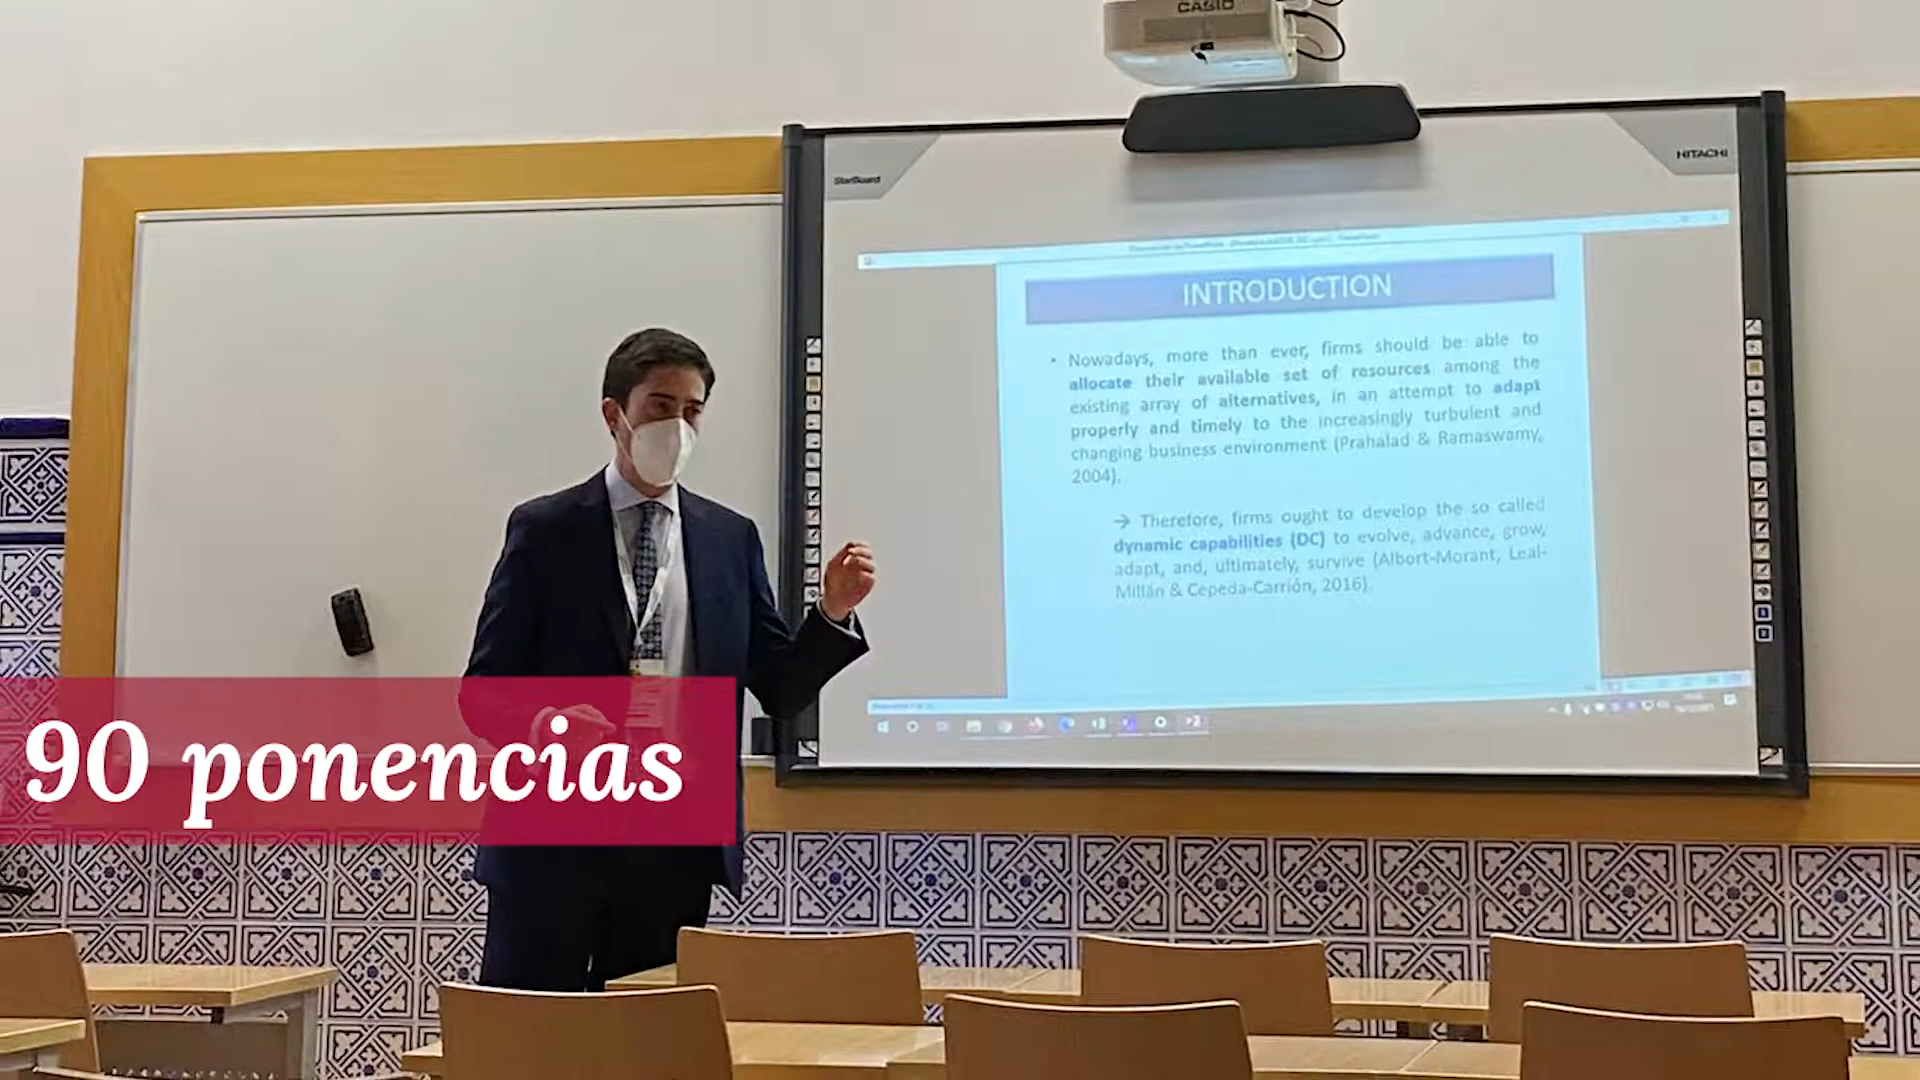 CASIO
StarBoard
HITACHI
INTRODUCTION
• Nowadays, more than ever, firms should be able to
allocate their available set of resources among the
existing array of alternatives, in an attempt to adapt
properly and timely to the increasingly turbulent and
changing business environment (Prahalad & Ramaswamy,
2004).
→ Therefore, firms ought to develop the so called
dynamic capabilities (DC) to evolve, advance, grow,
adapt, and, ultimately, survive (Albort-Morant, Leal-
Millán & Cepeda-Carrión, 2016).
90 ponencias